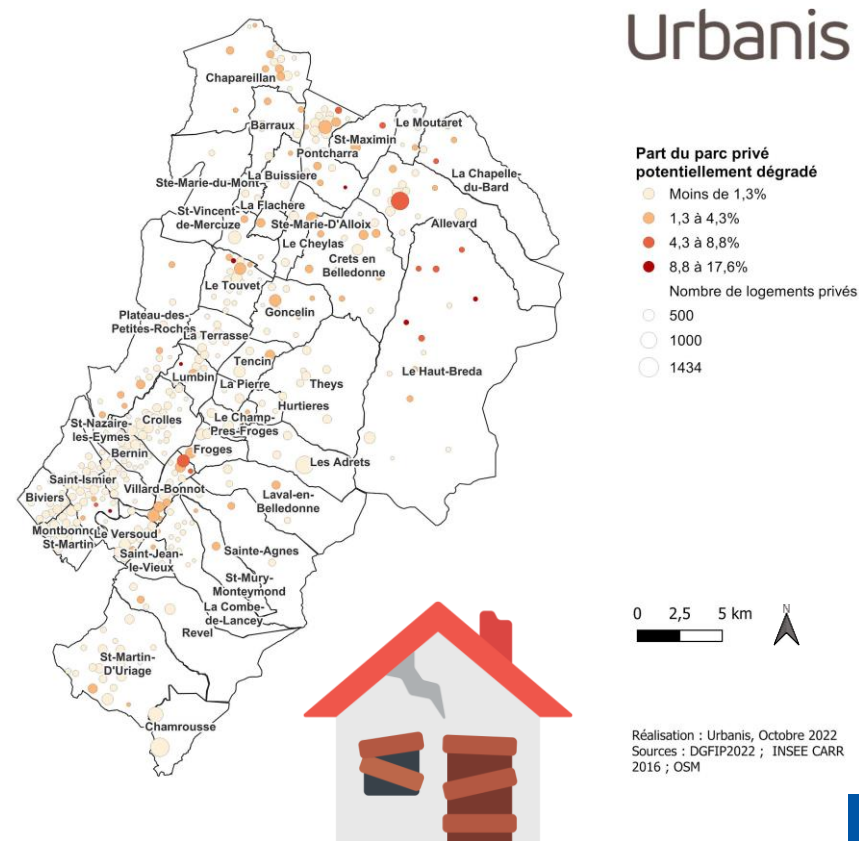 Urbanis
Part du parc privé
potentiellement dégradé
Moins de 1,3%
1,3 à 4,3%
4,3 à 8,8%
8,8 à 17,6%
Nombre de logements privés
500
1000
1434
Chapareillan
Barraux
Le Moutaret
St-Maximin
Pontcharra
La Chapelle-
du-Bard
La Buissiere
Ste-Marie-du-Mont
La Flachere
St-Vincent-
de-Mercuze
Ste-Marie-D'Alloix
Allevard
Le Cheylas
Crets en
Belledonne
Le Touvet
Goncelin
Plateau-des-
Petites-Roches
La Terrasse
Tencin
Le Haut-Breda
Lumbin
La Pierre
Theys
Hurtieres
Crolles
Le Champ-
Pres-Froges
St-Nazaire-
les-Eymes
Bernin
Froges
Les Adrets
Saint-Ismier
Villard-Bonnot
Biviers
Laval-en-
Belledonne
Montbonno
St-Martin
Le Versoud
Saint-Jean-
le-Vieux
Sainte-Agnes
St-Mury-
Monteymond
La Combe-
de-Lancey
Revel
St-Martin-
D'Uriage
Chamrousse
0 2,5 5 km
N
Réalisation : Urbanis, Octobre 2022
Sources : DGFIP2022 ; INSEE CARR
2016 ; OSM